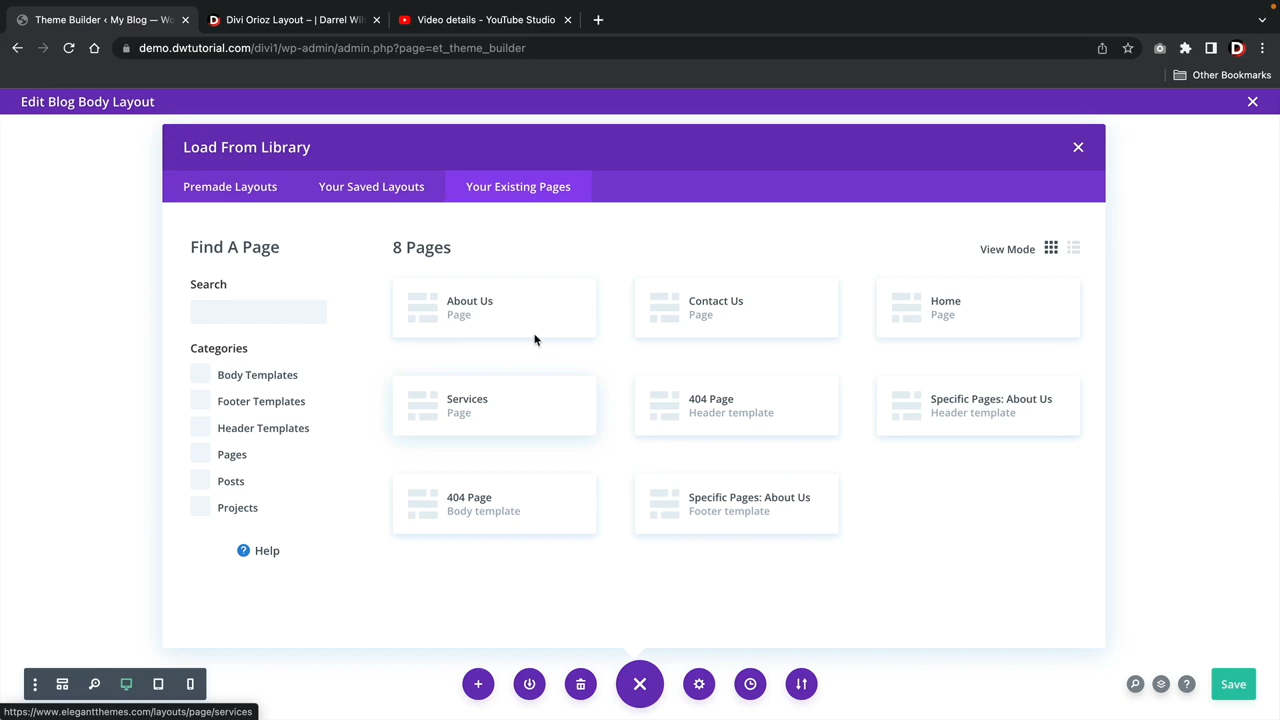 Theme Builder ‹ My Blog — Wo
Divi Orioz Layout – | Darrel Wil
Video details - YouTube Studio
demo.dwtutorial.com/divi1/wp-admin/admin.php?page=et_theme_builder
Other Bookmarks
Edit Blog Body Layout
Load From Library
Premade Layouts
Your Saved Layouts
Your Existing Pages
Find A Page
8 Pages
View Mode
Search
About Us
Page
Contact Us
Page
Home
Page
Categories
Body Templates
Footer Templates
Header Templates
Pages
Posts
Projects
Services
Page
404 Page
Header template
Specific Pages: About Us
Header template
404 Page
Body template
Specific Pages: About Us
Footer template
Help
Save
https://www.elegantthemes.com/layouts/page/services